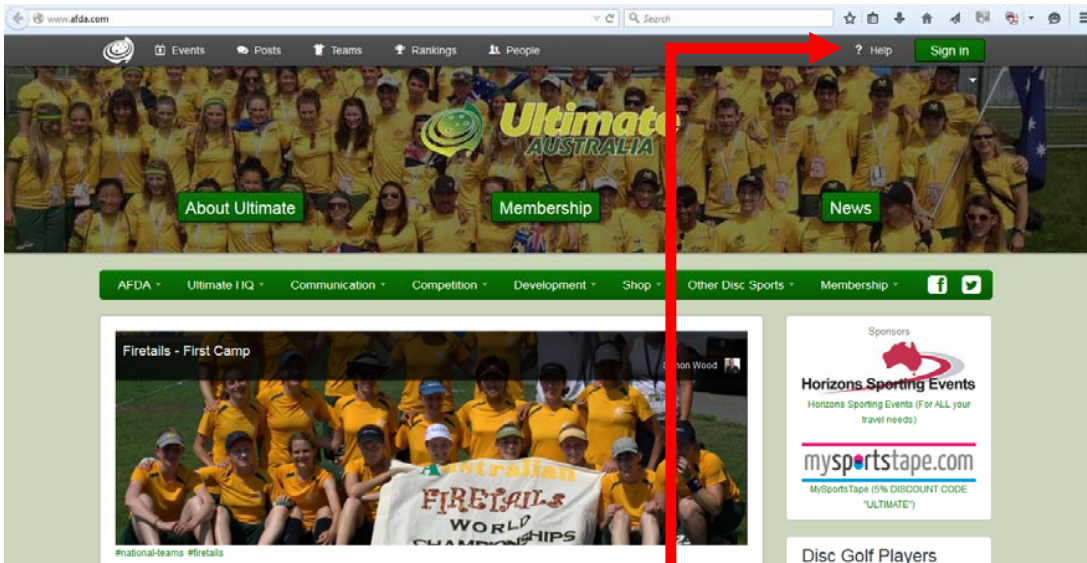 www.afda.com
Search
Events
Posts
Teams
Rankings
People
? Help
Sign in
Ultimate
AUSTRALIA
About Ultimate
Membership
News
AFDA
Ultimate HQ
Communication
Competition
Development
Shop
Other Disc Sports
Membership
Firetails - First Camp
mon Wood
Australian
FIRETAILS
WORLD
CHAMPIONSHIPS
#national-teams #firetails
Sponsors
Horizons Sporting Events
Horizons Sporting Events (For ALL your
travel needs)
mysportstape.com
MySportsTape (5% DISCOUNT CODE
"ULTIMATE")
Disc Golf Players